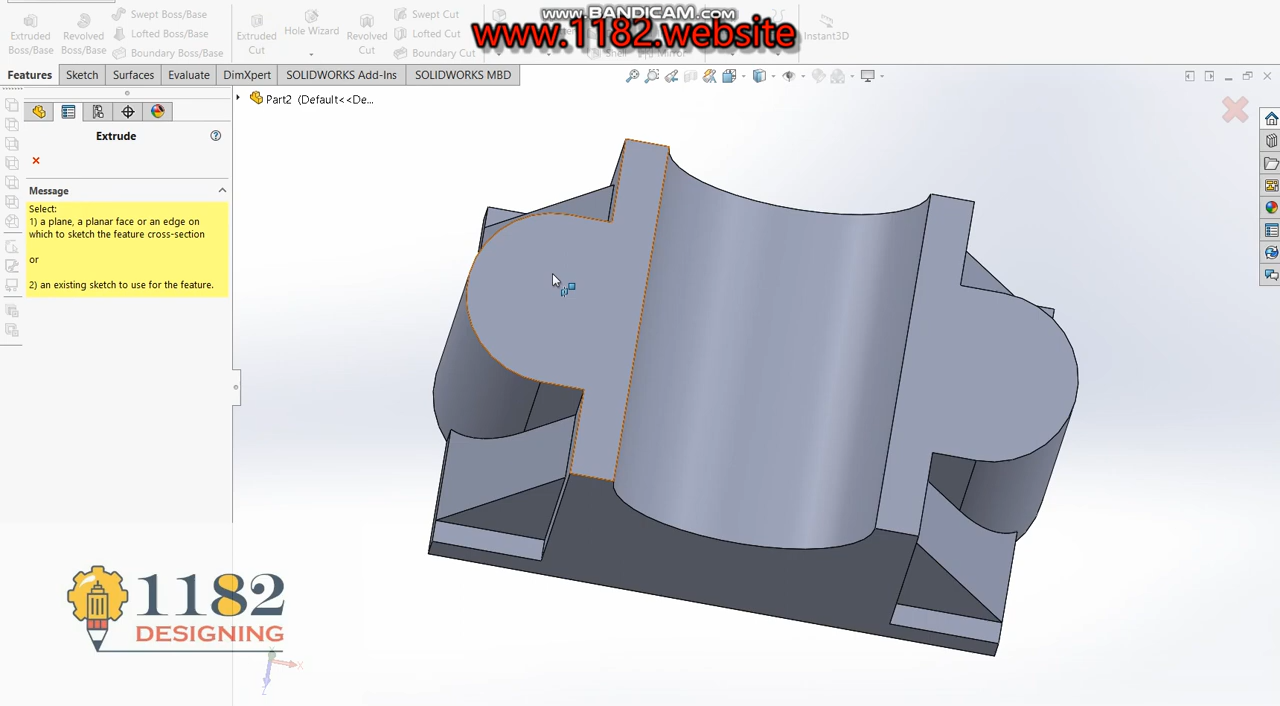 www.BANDICAM.com
www.1182.website
Extruded Boss/Base
Revolved Boss/Base
Swept Boss/Base
Lofted Boss/Base
Boundary Boss/Base
Extruded Cut
Hole Wizard
Revolved Cut
Swept Cut
Lofted Cut
Boundary Cut
Shell
Mirror
Instant3D
Features
Sketch
Surfaces
Evaluate
DimXpert
SOLIDWORKS Add-Ins
SOLIDWORKS MBD
Part2 (Default<<De...
Extrude
Message
Select:
1) a plane, a planar face or an edge on
which to sketch the feature cross-section
or
2) an existing sketch to use for the feature.
1182
DESIGNING
X
Z